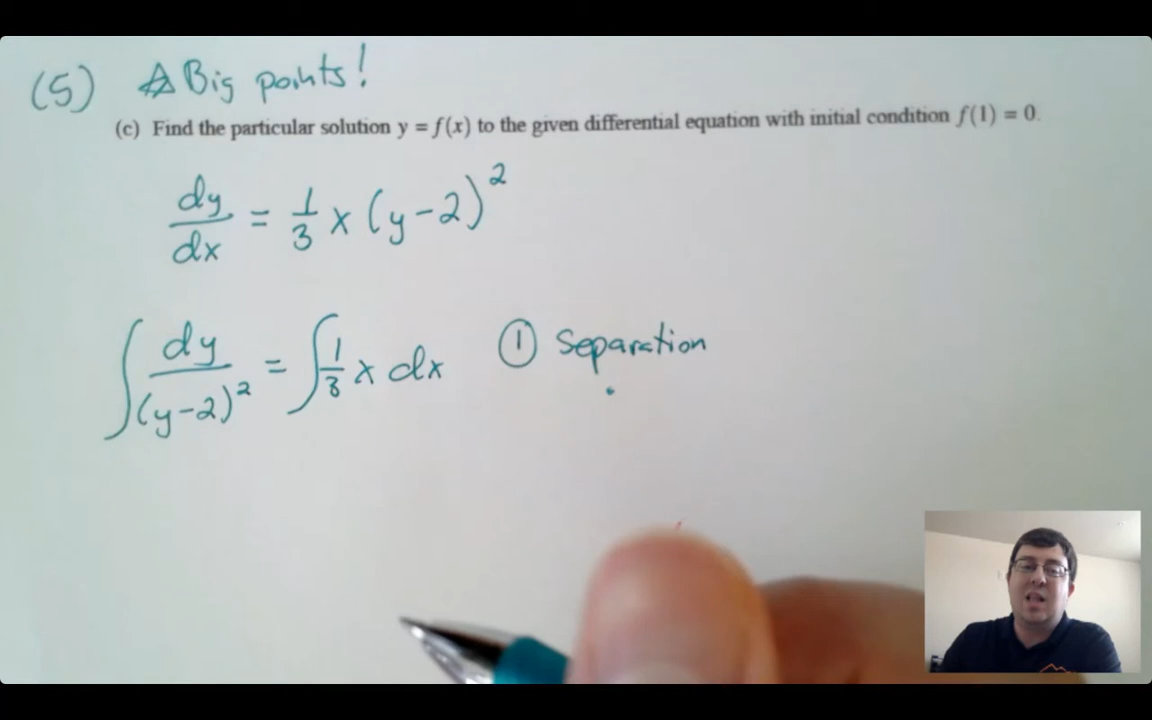 (5) ☆ Big points!
(c) Find the particular solution y = f(x) to the given differential equation with initial condition f(1) = 0.
dy/dx = 1/3 x (y-2)²
∫ dy/(y-2)² = ∫ 1/3 x dx ① Separation